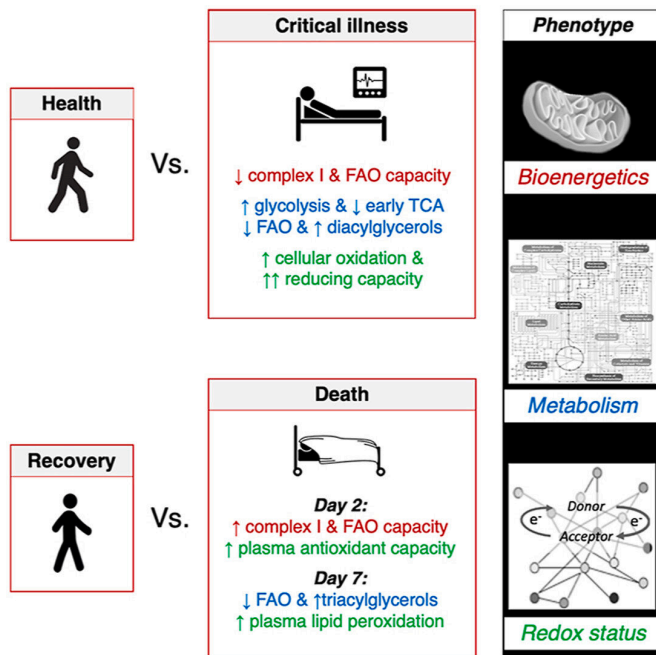 Critical illness
Phenotype
Health
Vs.
↓ complex I & FAO capacity
↑ glycolysis & ↓ early TCA
↓ FAO & ↑ diacylglycerols
↑ cellular oxidation &
↑↑ reducing capacity
Bioenergetics
Metabolism
Death
Recovery
Vs.
Day 2:
↑ complex I & FAO capacity
↑ plasma antioxidant capacity
Day 7:
↓ FAO & ↑triacylglycerols
↑ plasma lipid peroxidation
Donor
e-
e-
Acceptor
Redox status